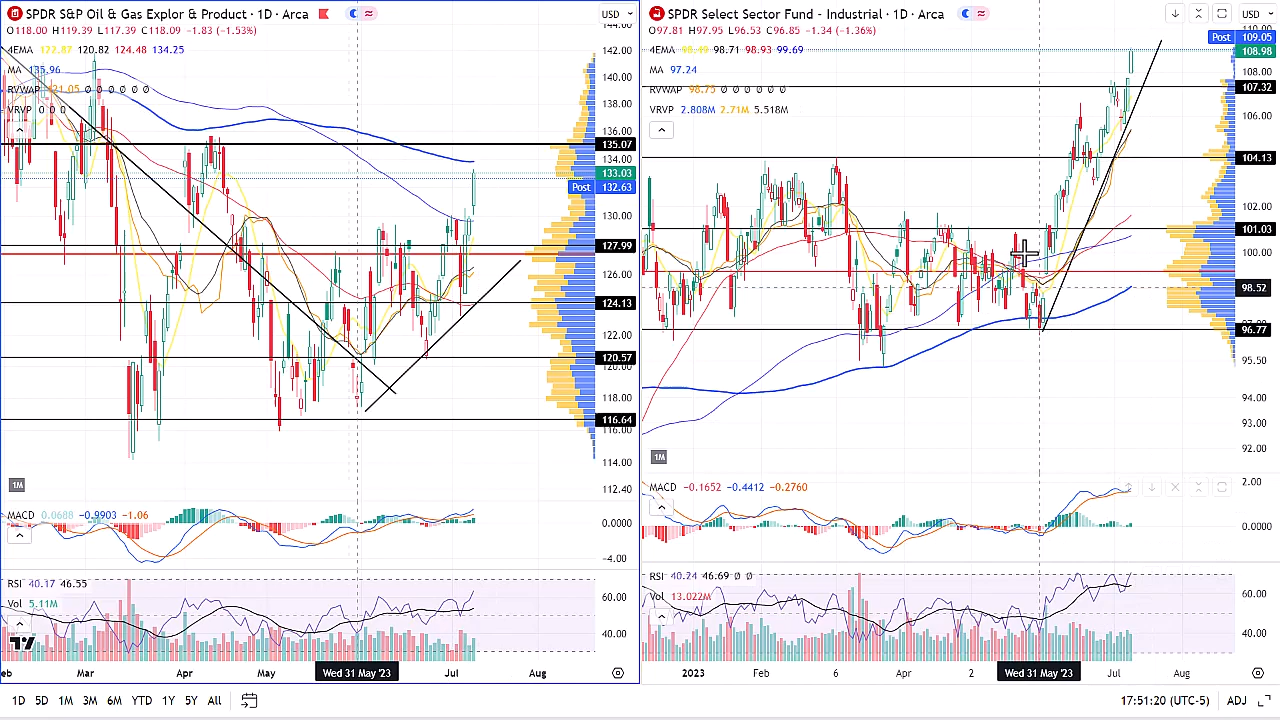 SPDR S&P Oil & Gas Explor & Product · 1D · Arca
USD
O118.00 H119.39 L117.39 C118.09 −1.83 (−1.53%)
4EMA 122.87 120.82 124.48 134.25
MA 135.96
RVWAP 121.05 0 0 0 0 0 0
0 0 0
142.00
140.00
138.00
136.00
135.07
134.00
133.03
Post 132.63
130.00
127.99
126.00
124.13
122.00
120.57
118.00
116.64
116.00
114.00
112.40
1M
MACD 0.0688 −0.9903 −1.06
0.0000
−4.00
RSI 40.17 46.55
60.00
Vol 5.11M
40.00
eb
Mar
Apr
May
Wed 31 May '23
Jul
Aug
SPDR Select Sector Fund - Industrial · 1D · Arca
USD
O97.81 H97.95 L96.53 C96.85 −1.34 (−1.36%)
4EMA 98.49 98.71 98.93 99.69
MA 97.24
RVWAP 98.75 0 0 0 0 0 0
VRVP 2.808M 2.71M 5.518M
Post 109.05
108.98
108.00
107.32
106.00
104.13
102.00
101.03
100.00
98.52
96.77
95.50
94.00
93.00
92.00
1M
MACD −0.1652 −0.4412 −0.2760
2.00
0.0000
RSI 40.24 46.69 0 0
Vol 13.022M
60.00
40.00
2023
Feb
6
Apr
2
Wed 31 May '23
Jul
Aug
1D 5D 1M 3M 6M YTD 1Y 5Y All
17:51:20 (UTC-5) ADJ